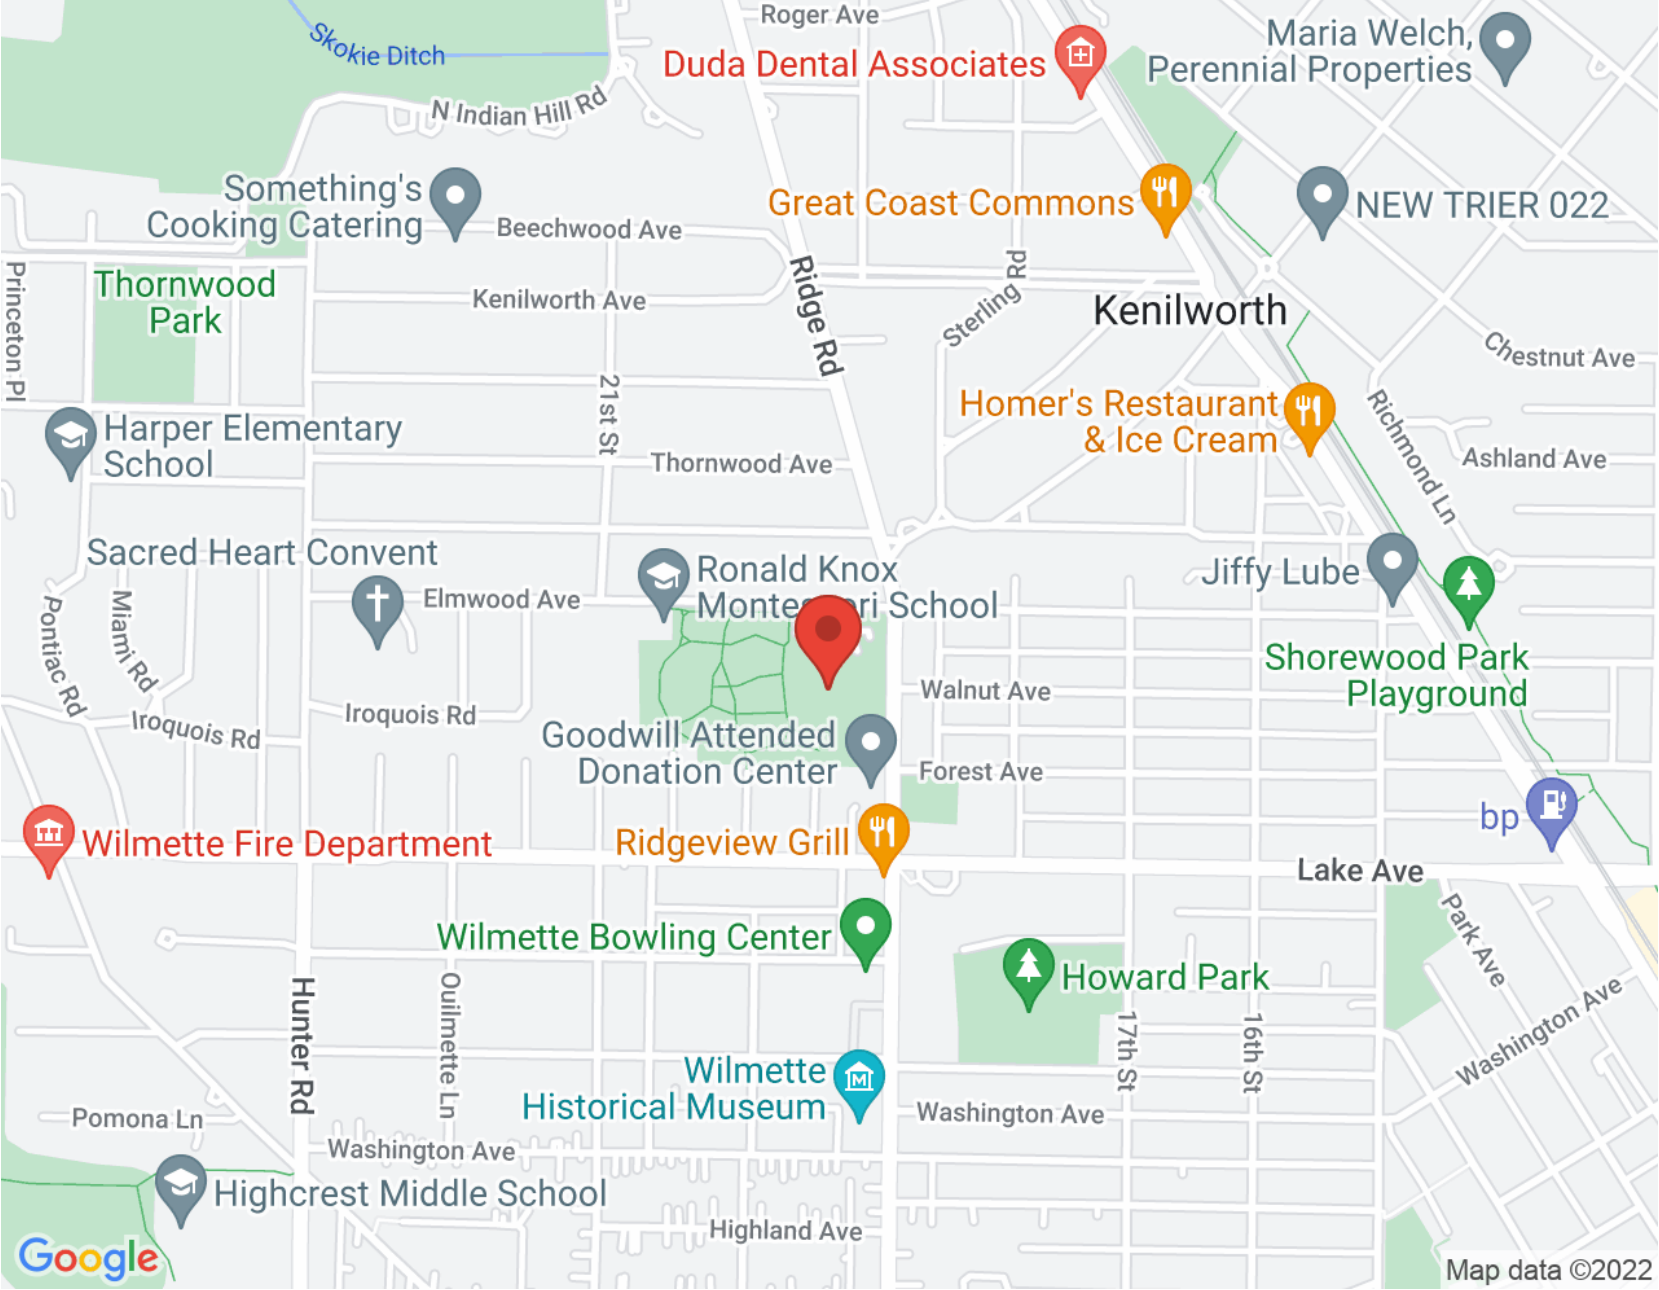 Roger Ave
Maria Welch,
Perennial Properties
Skokie Ditch
Duda Dental Associates
N Indian Hill Rd
Something's
Cooking Catering
Great Coast Commons
NEW TRIER 022
Beechwood Ave
Princeton Pl
Thornwood
Park
Kenilworth Ave
Ridge Rd
Sterling Rd
Kenilworth
Chestnut Ave
21st St
Homer's Restaurant
& Ice Cream
Richmond Ln
Harper Elementary
School
Thornwood Ave
Ashland Ave
Sacred Heart Convent
Ronald Knox
Montessori School
Jiffy Lube
Elmwood Ave
Pontiac Rd
Miami Rd
Shorewood Park
Playground
Walnut Ave
Iroquois Rd
Iroquois Rd
Goodwill Attended
Donation Center
Forest Ave
bp
Wilmette Fire Department
Ridgeview Grill
Lake Ave
Park Ave
Wilmette Bowling Center
Howard Park
Hunter Rd
Ouilmette Ln
17th St
16th St
Washington Ave
Wilmette
Historical Museum
Washington Ave
Pomona Ln
Washington Ave
Highcrest Middle School
Highland Ave
Google
Map data ©2022